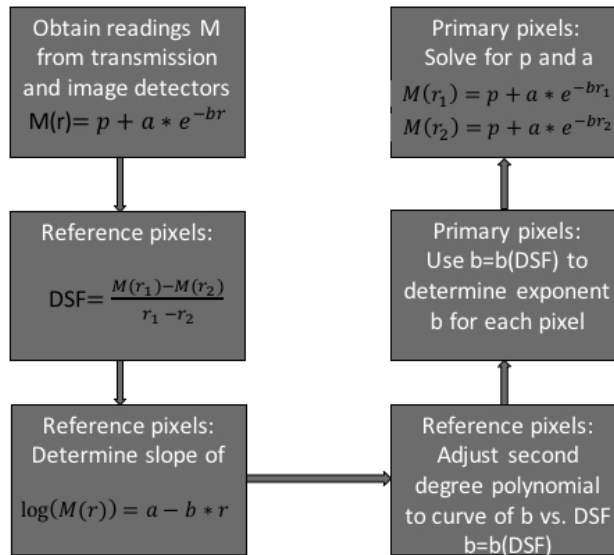 Obtain readings M
from transmission
and image detectors
M(r)= p + a * e^{-br}
Reference pixels:
DSF= \frac{M(r_1)-M(r_2)}{r_1-r_2}
Reference pixels:
Determine slope of
log(M(r)) = a − b * r
Reference pixels:
Adjust second
degree polynomial
to curve of b vs. DSF
b=b(DSF)
Primary pixels:
Use b=b(DSF) to
determine exponent
b for each pixel
Primary pixels:
Solve for p and a
M(r_1) = p + a * e^{-br_1}
M(r_2) = p + a * e^{-br_2}